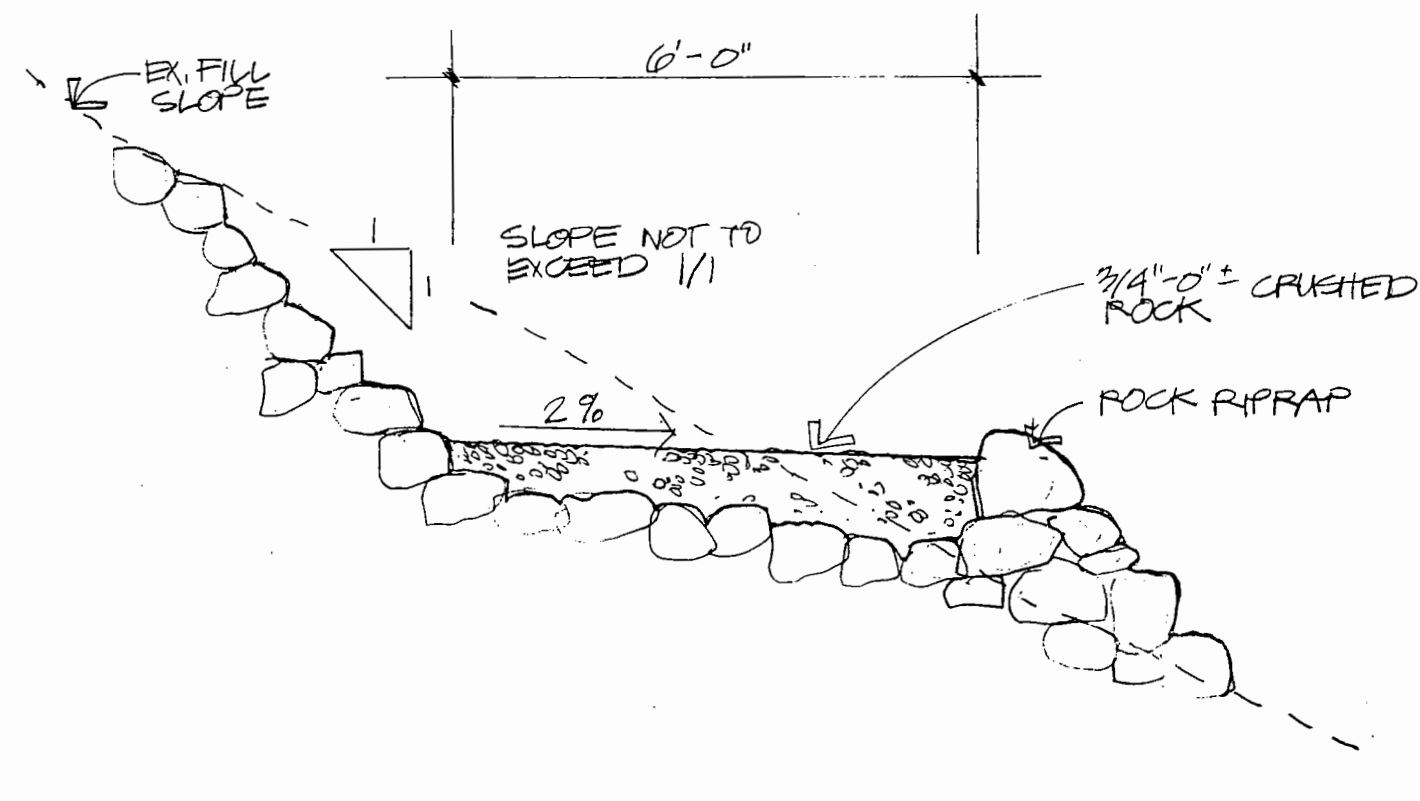 6'-0"
EX. FILL
SLOPE
1
1
SLOPE NOT TO
EXCEED 1/1
3/4"-0" ± CRUSHED
ROCK
ROCK RIPRAP
2%